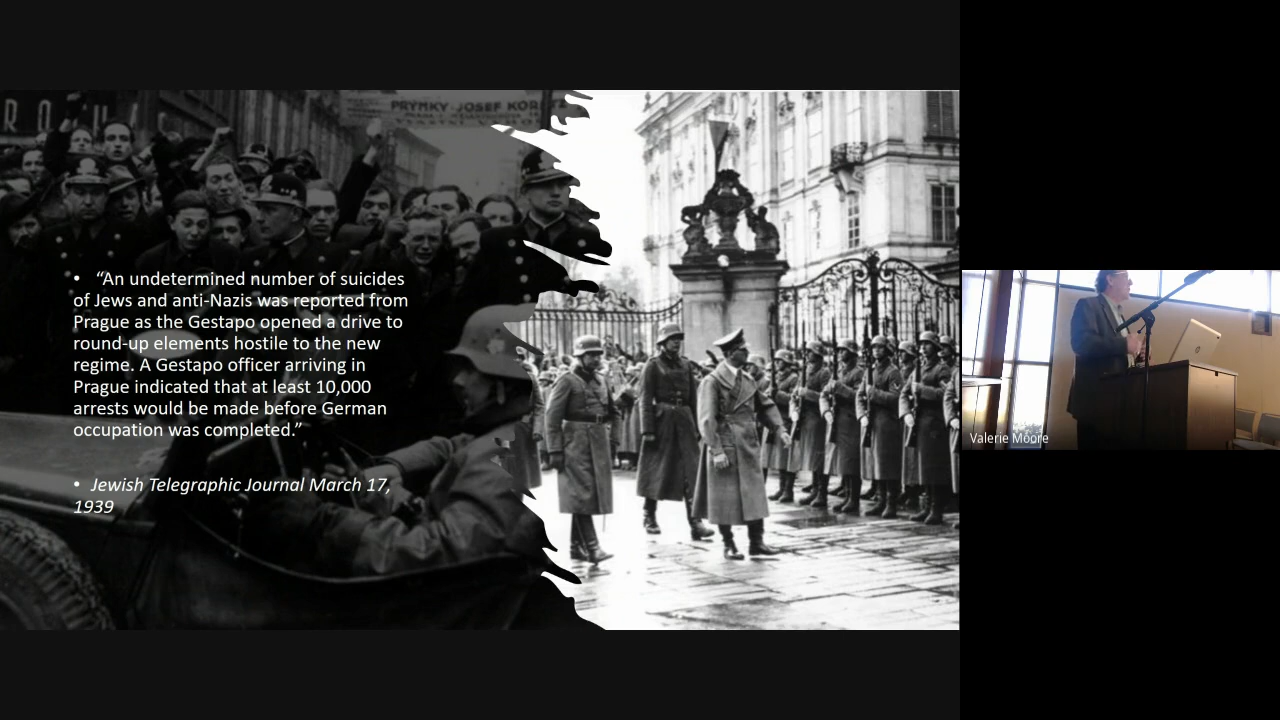 PRYMKY·JOSEF
• “An undetermined number of suicides
of Jews and anti-Nazis was reported from
Prague as the Gestapo opened a drive to
round-up elements hostile to the new
regime. A Gestapo officer arriving in
Prague indicated that at least 10,000
arrests would be made before German
occupation was completed.”
• Jewish Telegraphic Journal March 17,
1939
Valerie Moore